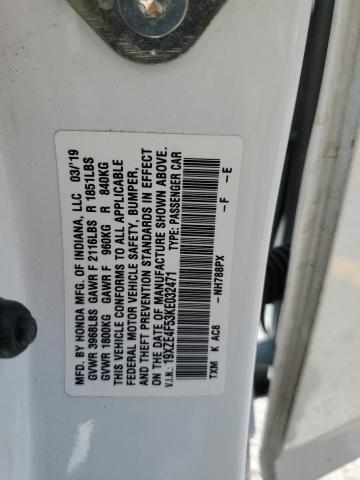 MFD. BY HONDA MFG. OF INDIANA, LLC 03/'19
GVWR 3968LBS GAWR F 2116LBS R 1851LBS
GVWR 1800KG GAWR F 960KG R 840KG
THIS VEHICLE CONFORMS TO ALL APPLICABLE
FEDERAL MOTOR VEHICLE SAFETY, BUMPER,
AND THEFT PREVENTION STANDARDS IN EFFECT
ON THE DATE OF MANUFACTURE SHOWN ABOVE.
V.I.N.: 19XZE4F53KE032471 TYPE: PASSENGER CAR
-NH788PX -F -E
TXM K AC8